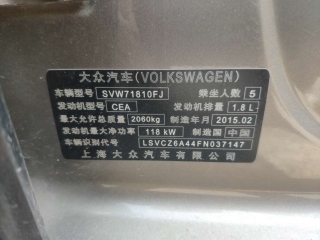 大众汽车(VOLKSWAGEN)
车辆型号 SVW71810FJ 乘坐人数 5
发动机型号 CEA 发动机排量 1.8L
最大允许总质量 2060kg 制造年月 2015.02
发动机最大净功率 118 kW 制造国 中国
车辆识别代号 LSVCZ6A44FN037147
上海大众汽车有限公司